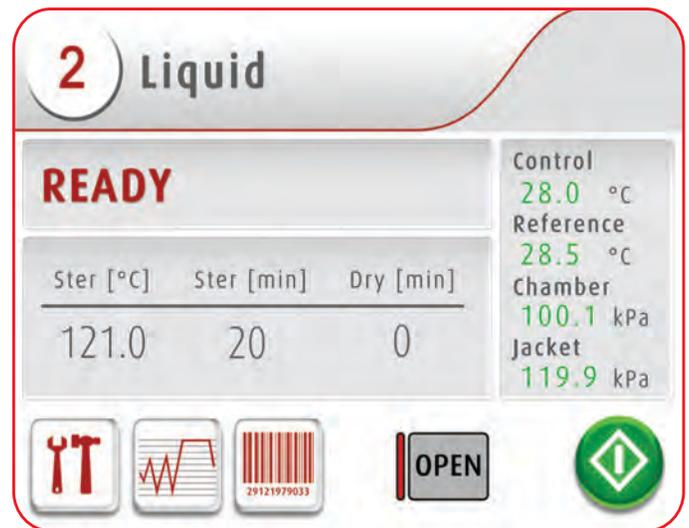 2 Liquid
READY
Ster [°C] Ster [min] Dry [min]
121.0 20 0
Control
28.0 °C
Reference
28.5 °C
Chamber
100.1 kPa
Jacket
119.9 kPa
29121979033
OPEN